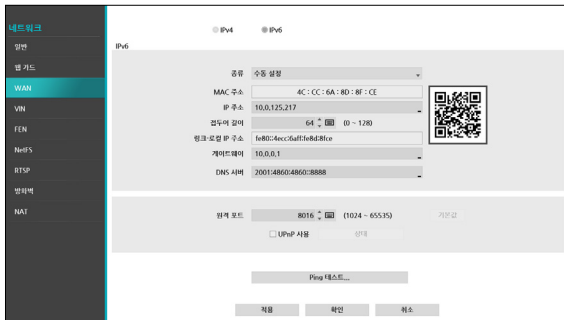 네트워크
일반
앱 가드
WAN
VIN
FEN
NetFS
RTSP
방화벽
NAT
IPv4 IPv6
IPv6
종류 수동 설정
MAC 주소 4C : CC : 6A : 8D : 8F : CE
IP 주소 10,0,125,217
접두어 길이 64 (0 ~ 128)
링크-로컬 IP 주소 fe80::4ecc:6aff:fe8d:8fce
게이트웨이 10,0,0,1
DNS 서버 2001:4860:4860::8888
원격 포트 8016 (1024 ~ 65535) 기본값
UPnP 사용 상태
Ping 테스트...
적용 확인 취소